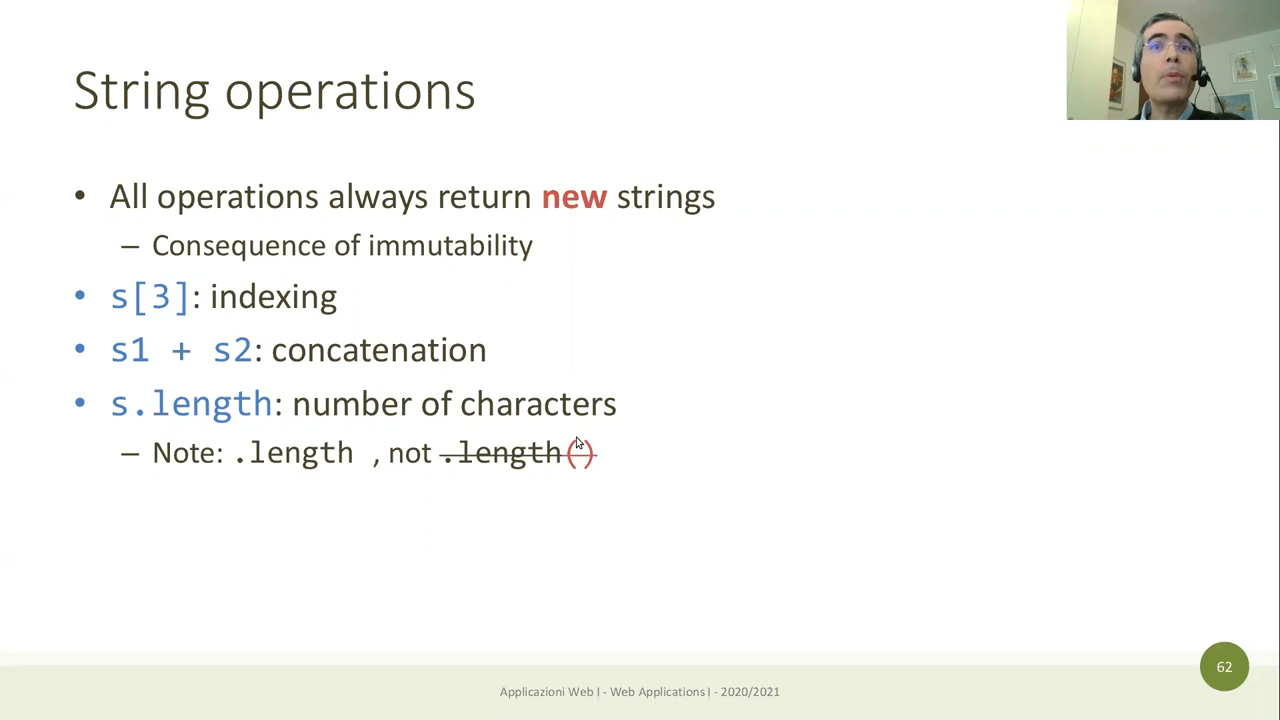 String operations
• All operations always return new strings
– Consequence of immutability
• s[3]: indexing
• s1 + s2: concatenation
• s.length: number of characters
– Note: .length , not .length()
62
Applicazioni Web I - Web Applications I - 2020/2021